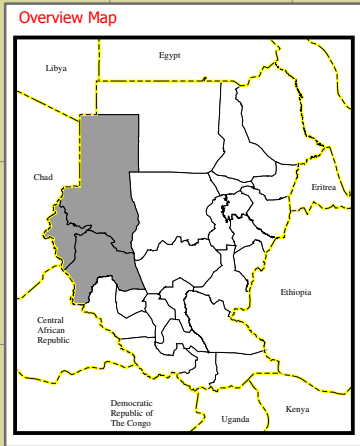 Overview Map
Egypt
Libya
Chad
Eritrea
Ethiopia
Central
African
Republic
Democratic
Republic of
The Congo
Uganda
Kenya